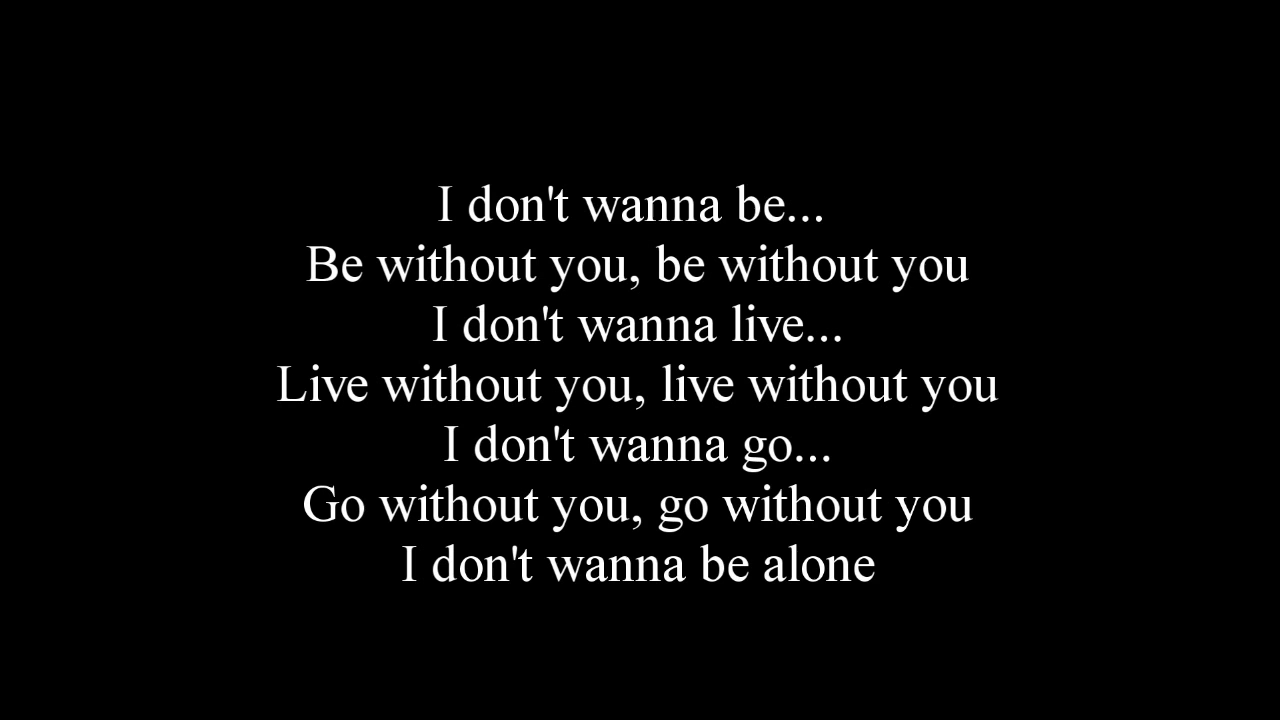 I don't wanna be...
Be without you, be without you
I don't wanna live...
Live without you, live without you
I don't wanna go...
Go without you, go without you
I don't wanna be alone